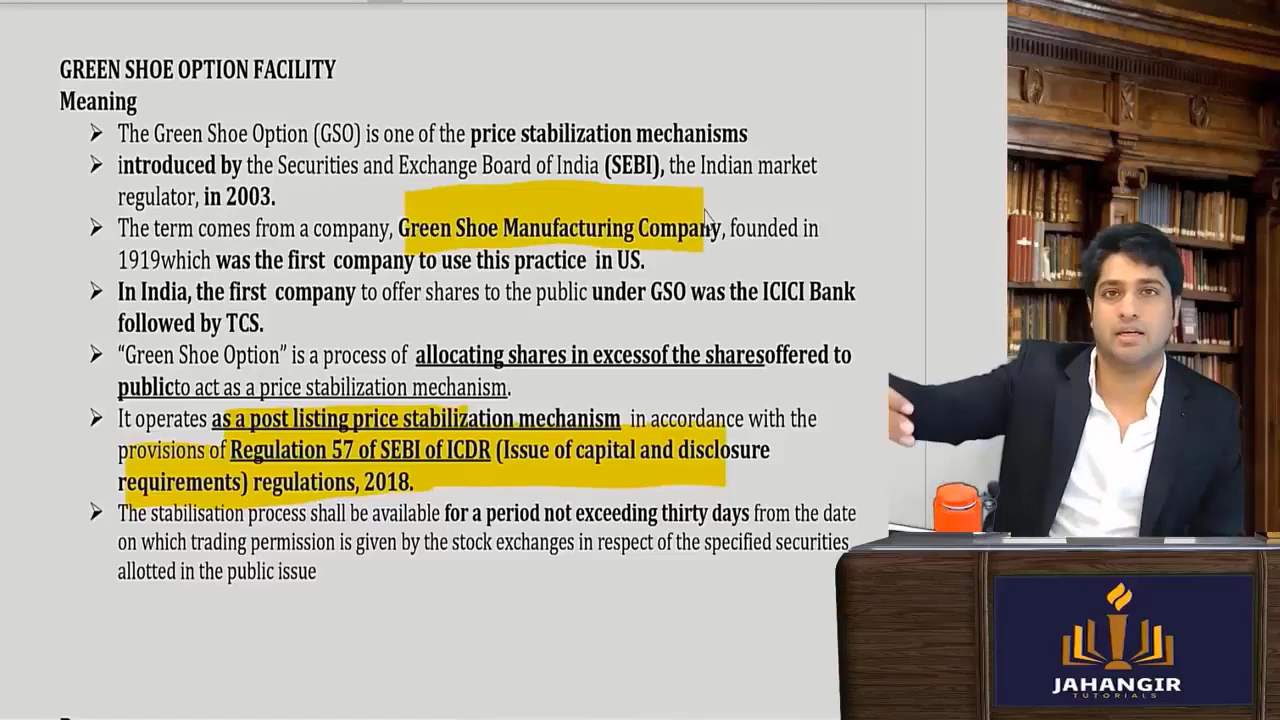 GREEN SHOE OPTION FACILITY
Meaning
➢ The Green Shoe Option (GSO) is one of the price stabilization mechanisms
➢ introduced by the Securities and Exchange Board of India (SEBI), the Indian market
regulator, in 2003.
➢ The term comes from a company, Green Shoe Manufacturing Company, founded in
1919which was the first company to use this practice in US.
➢ In India, the first company to offer shares to the public under GSO was the ICICI Bank
followed by TCS.
➢ “Green Shoe Option” is a process of allocating shares in excessof the sharesoffered to
publicto act as a price stabilization mechanism.
➢ It operates as a post listing price stabilization mechanism in accordance with the
provisions of Regulation 57 of SEBI of ICDR (Issue of capital and disclosure
requirements) regulations, 2018.
➢ The stabilisation process shall be available for a period not exceeding thirty days from the date
on which trading permission is given by the stock exchanges in respect of the specified securities
allotted in the public issue
JAHANGIR
TUTORIALS